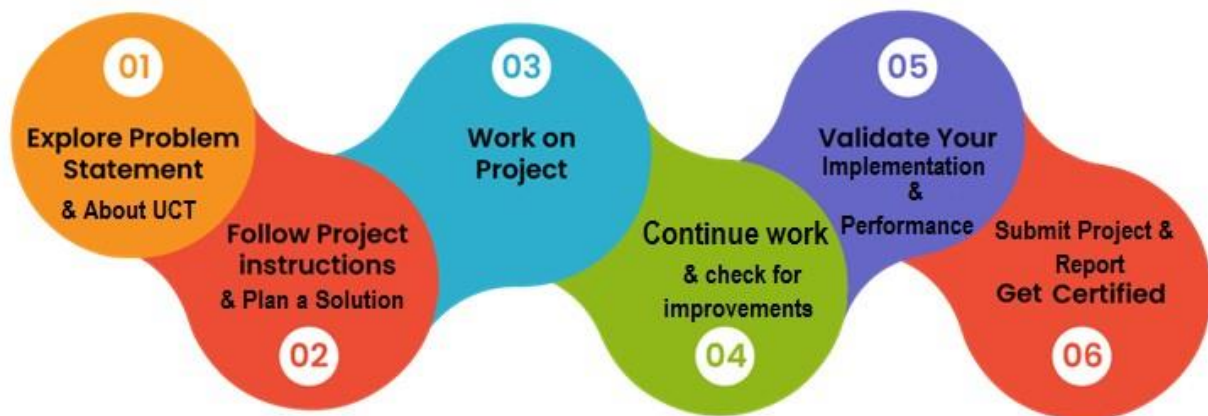 01
Explore Problem
Statement
& About UCT
Follow Project
instructions
& Plan a Solution
02
03
Work on
Project
Continue work
& check for
improvements
04
05
Validate Your
Implementation
&
Performance
Submit Project &
Report
Get Certified
06